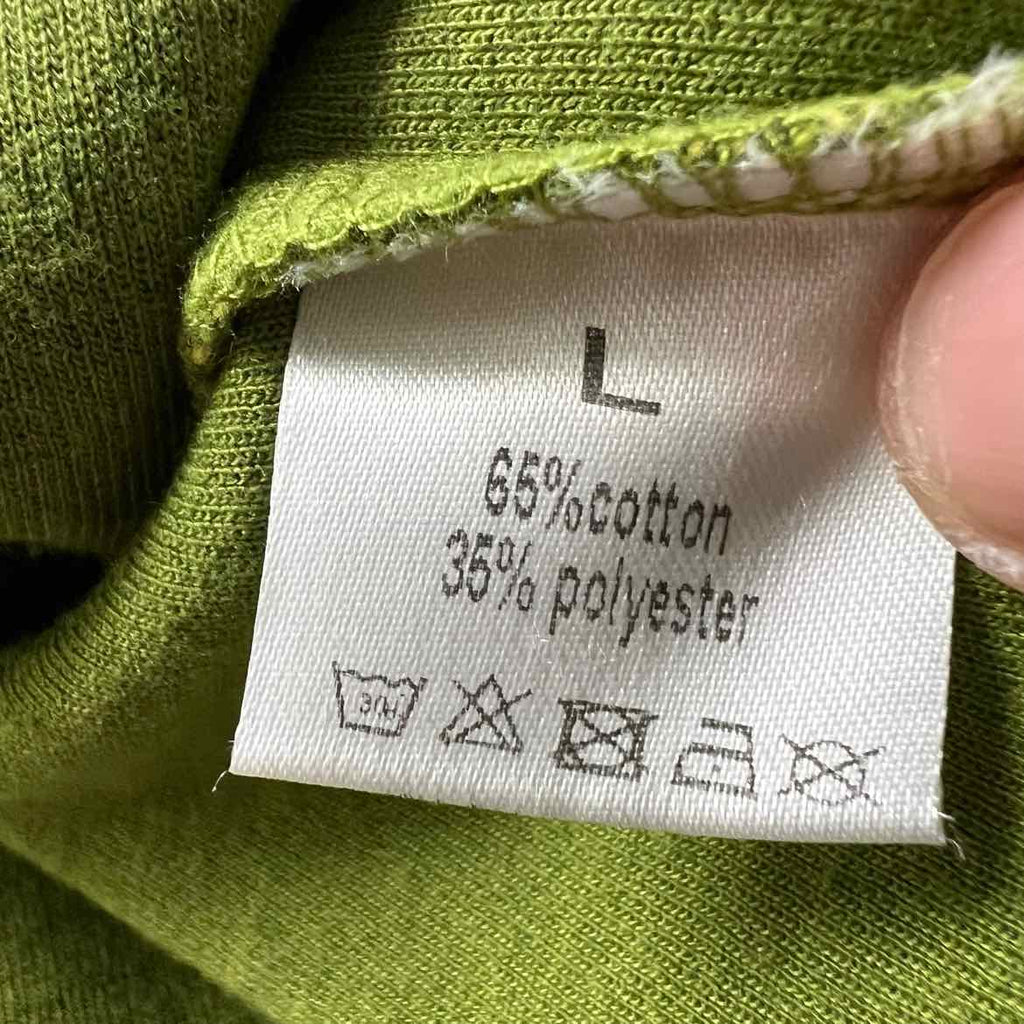 L
65%cotton
35% polyester